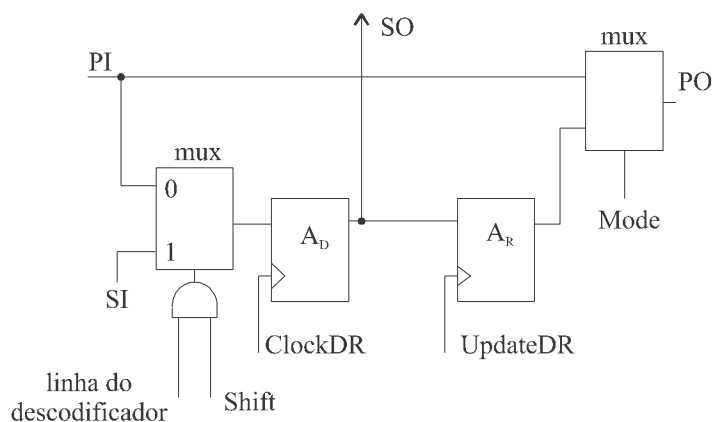 SO
mux
PI
PO
mux
0
1
A_D
A_R
Mode
SI
ClockDR
UpdateDR
linha do
descodificador
Shift